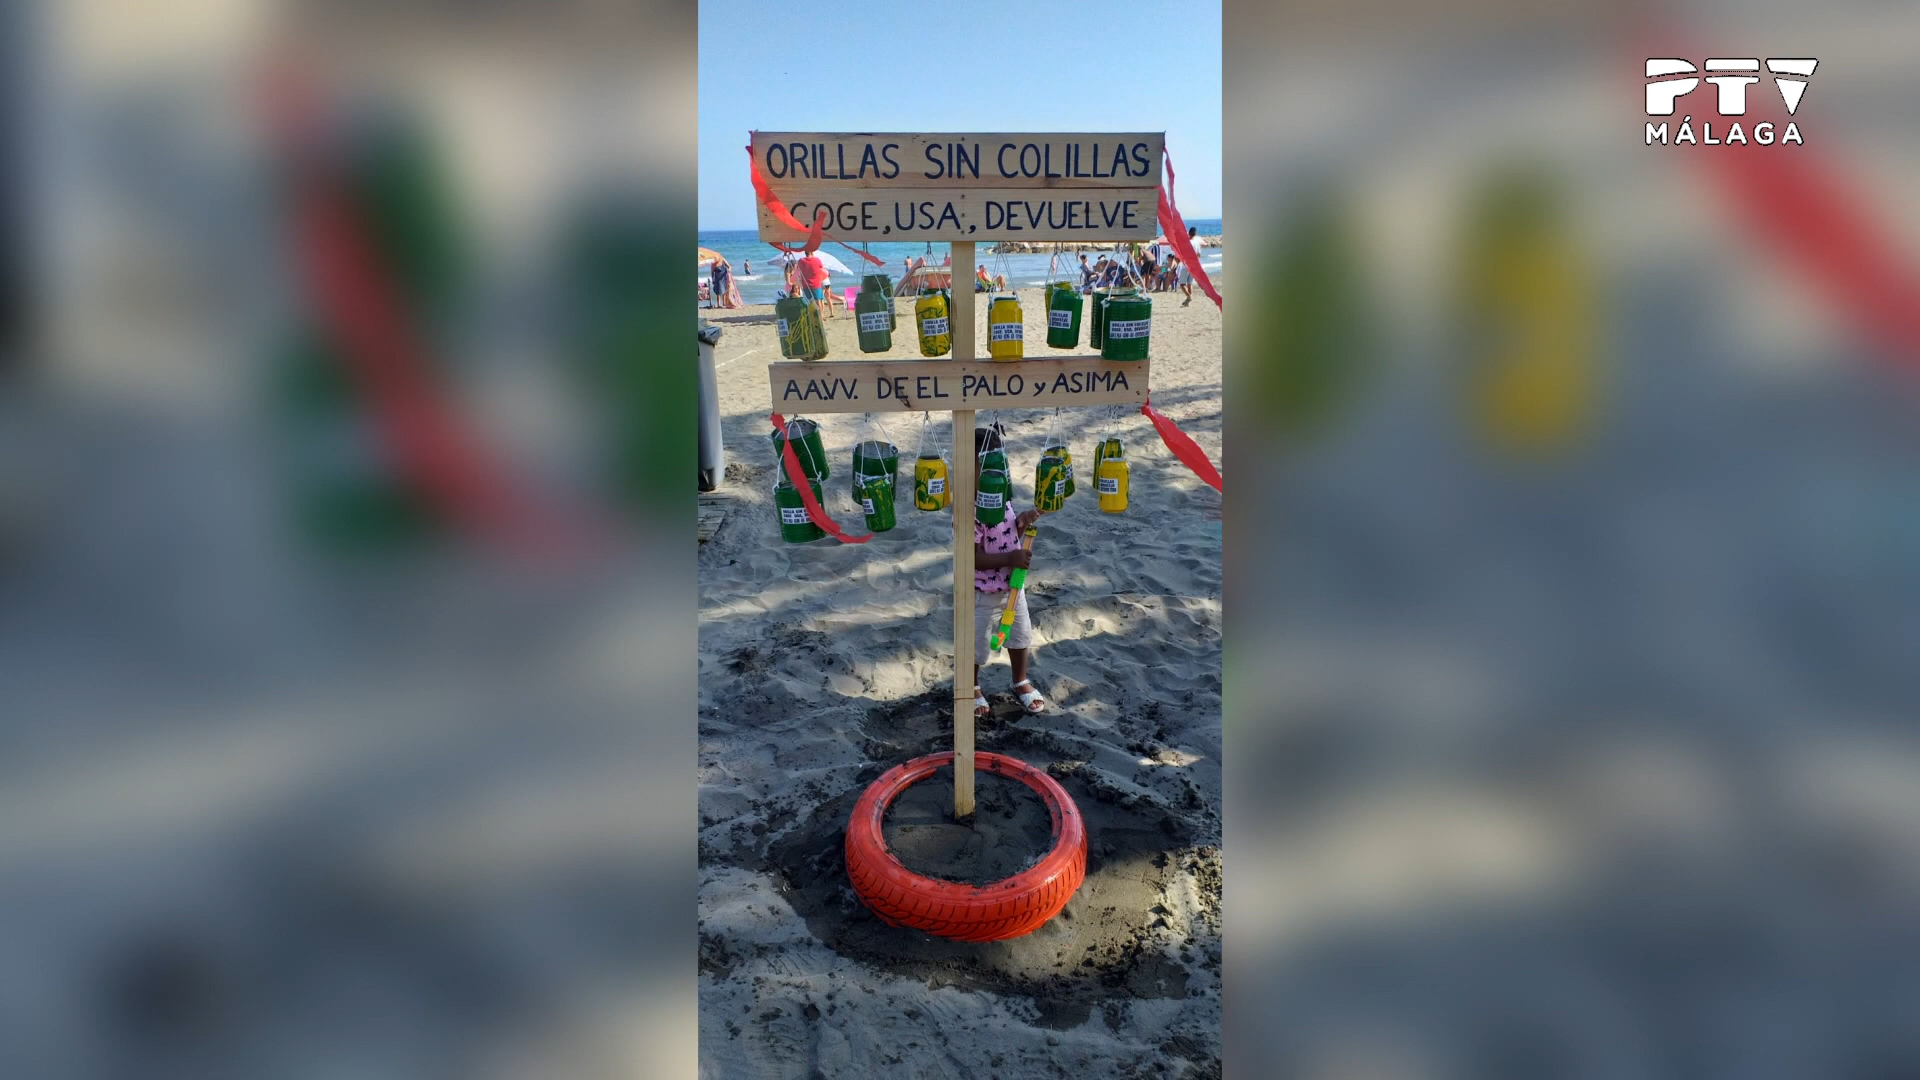 PTV
MÁLAGA
ORILLAS SIN COLILLAS
COGE, USA, DEVUELVE
AA.VV. DE EL PALO y ASIMA